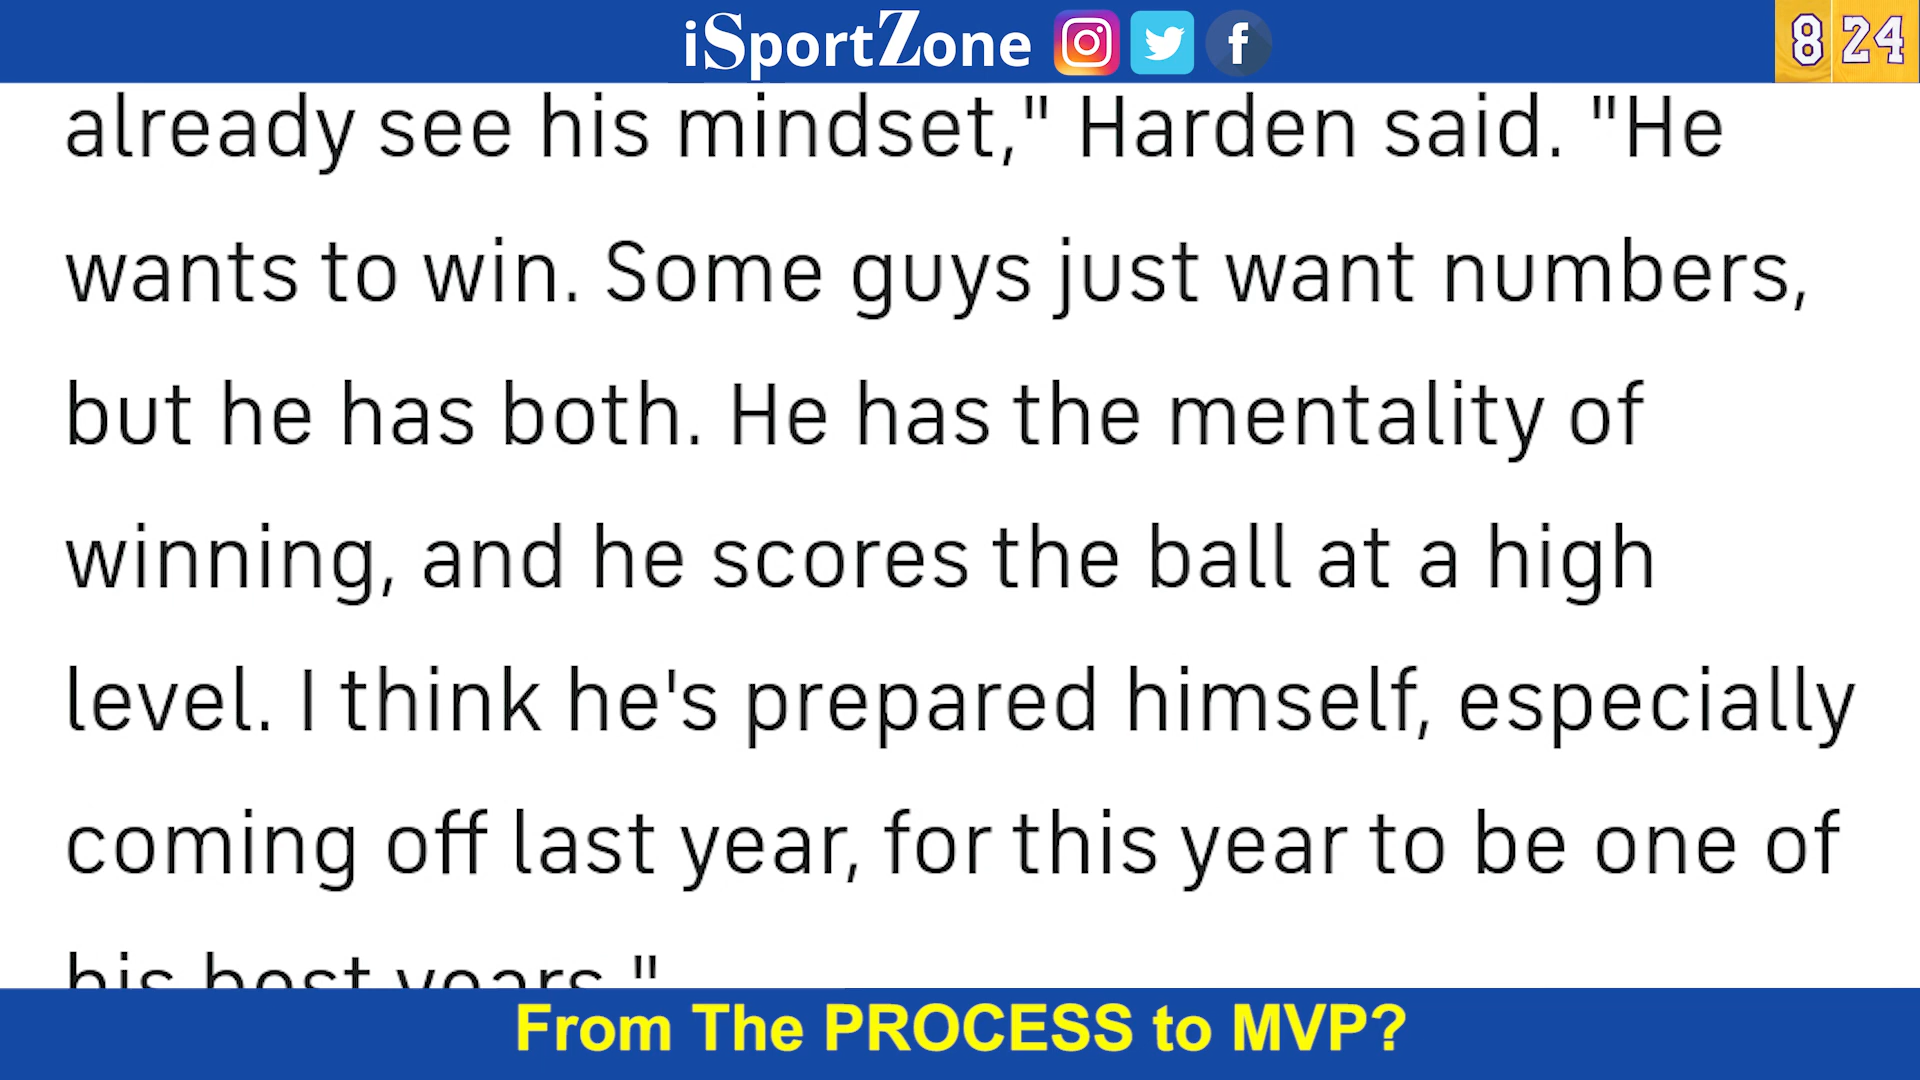 iSportZone
8 24
already see his mindset," Harden said. "He
wants to win. Some guys just want numbers,
but he has both. He has the mentality of
winning, and he scores the ball at a high
level. I think he's prepared himself, especially
coming off last year, for this year to be one of
his best years."
From The PROCESS to MVP?